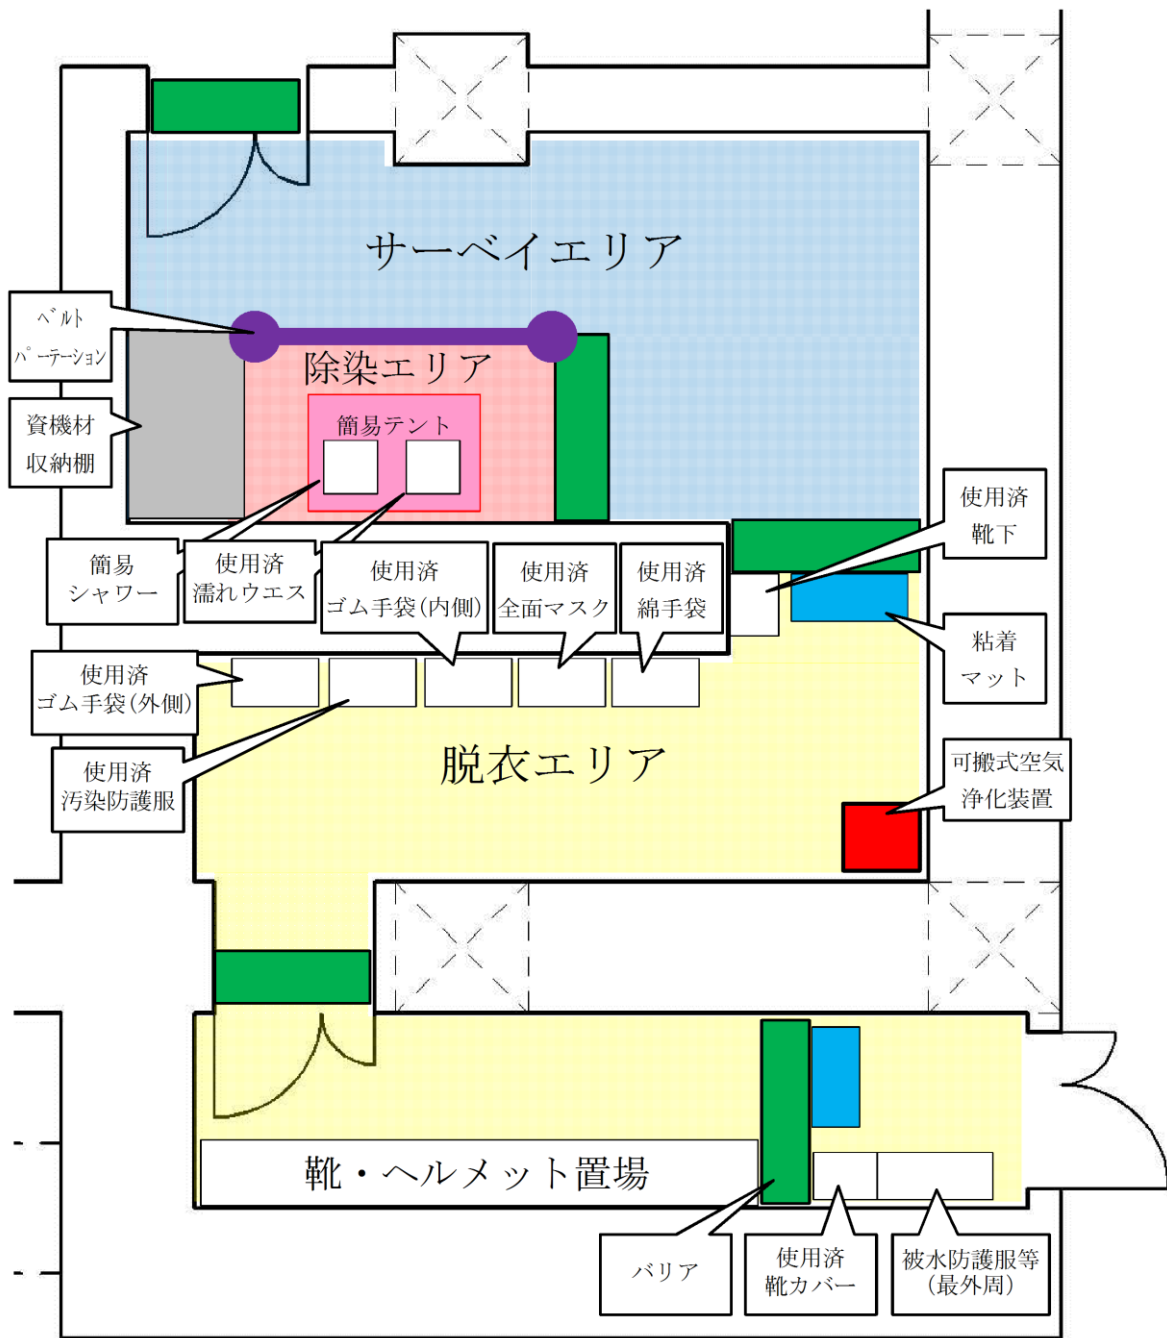 サーベイエリア
ベルト
パーテーション
除染エリア
資機材
収納棚
簡易テント
使用済
靴下
簡易
シャワー
使用済
濡れウエス
使用済
ゴム手袋(内側)
使用済
全面マスク
使用済
綿手袋
粘着
マット
使用済
ゴム手袋(外側)
脱衣エリア
使用済
汚染防護服
可搬式空気
浄化装置
靴・ヘルメット置場
バリア
使用済
靴カバー
被水防護服等
(最外周)